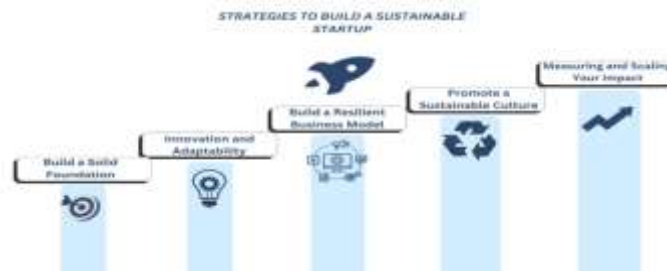 STRATEGIES TO BUILD A SUSTAINABLE
STARTUP
Measuring and Scaling
Your Impact
Promote a
Sustainable Culture
Build a Resilient
Business Model
Innovation and
Adaptability
Build a Solid
Foundation